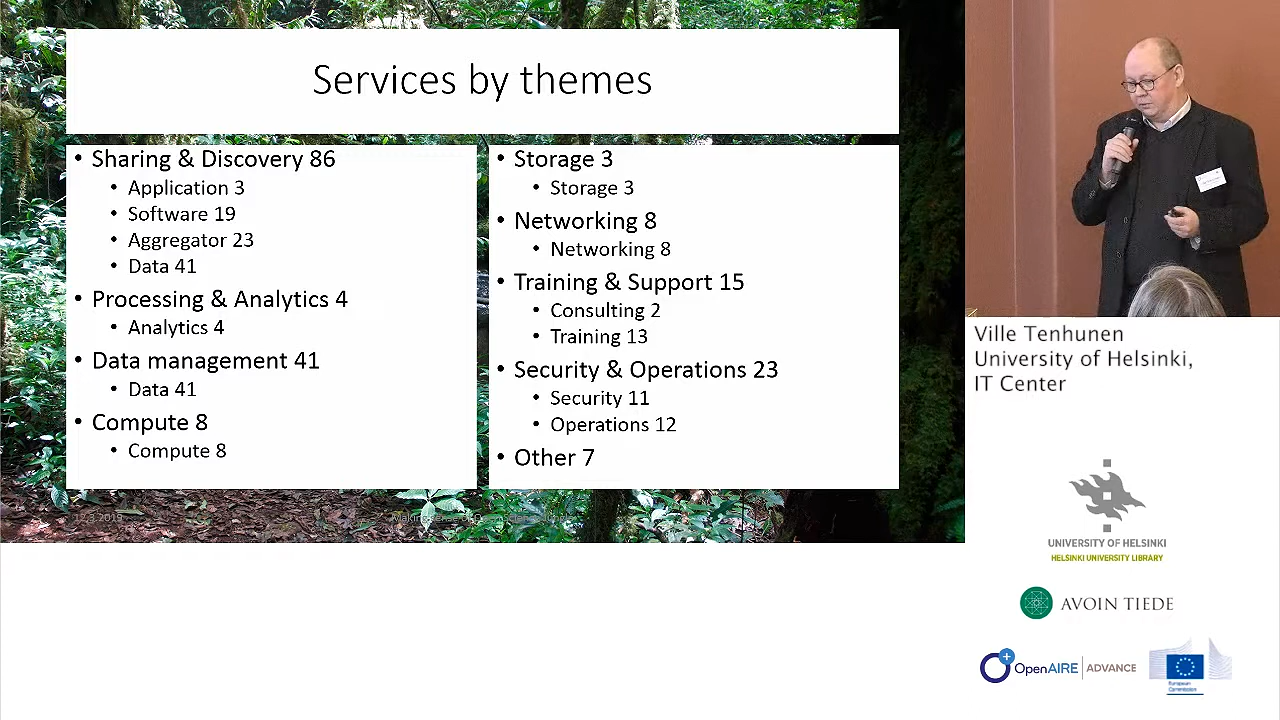 Services by themes
• Sharing & Discovery 86
• Application 3
• Software 19
• Aggregator 23
• Data 41
• Processing & Analytics 4
• Analytics 4
• Data management 41
• Data 41
• Compute 8
• Compute 8
• Storage 3
• Storage 3
• Networking 8
• Networking 8
• Training & Support 15
• Consulting 2
• Training 13
• Security & Operations 23
• Security 11
• Operations 12
• Other 7
Ville Tenhunen
University of Helsinki,
IT Center
UNIVERSITY OF HELSINKI
HELSINKI UNIVERSITY LIBRARY
AVOIN TIEDE
OpenAIRE ADVANCE
European
Commission